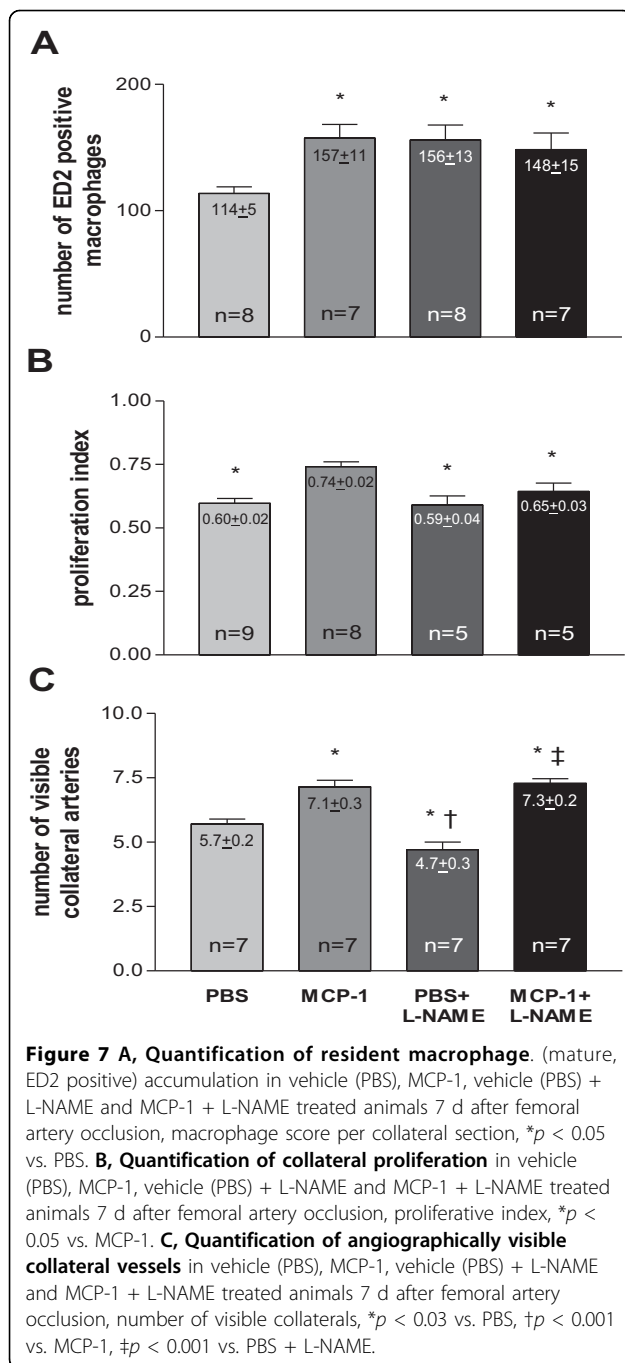 A
number of ED2 positive
macrophages
200
100
0
* * *
114±5
157±11
156±13
148±15
n=8
n=7
n=8
n=7
B
proliferation index
1.00
0.75
0.50
0.25
0.00
* * *
0.60±0.02
0.74±0.02
0.59±0.04
0.65±0.03
n=9
n=8
n=5
n=5
C
number of visible
collateral arteries
10.0
7.5
5.0
2.5
0.0
*
* †
* ‡
5.7±0.2
7.1±0.3
4.7±0.3
7.3±0.2
n=7
n=7
n=7
n=7
PBS
MCP-1
PBS+
L-NAME
MCP-1+
L-NAME
Figure 7 A, Quantification of resident macrophage. (mature,
ED2 positive) accumulation in vehicle (PBS), MCP-1, vehicle (PBS) +
L-NAME and MCP-1 + L-NAME treated animals 7 d after femoral
artery occlusion, macrophage score per collateral section, *p < 0.05
vs. PBS. B, Quantification of collateral proliferation in vehicle
(PBS), MCP-1, vehicle (PBS) + L-NAME and MCP-1 + L-NAME treated
animals 7 d after femoral artery occlusion, proliferative index, *p <
0.05 vs. MCP-1. C, Quantification of angiographically visible
collateral vessels in vehicle (PBS), MCP-1, vehicle (PBS) + L-NAME
and MCP-1 + L-NAME treated animals 7 d after femoral artery
occlusion, number of visible collaterals, *p < 0.03 vs. PBS, †p < 0.001
vs. MCP-1, ‡p < 0.001 vs. PBS + L-NAME.